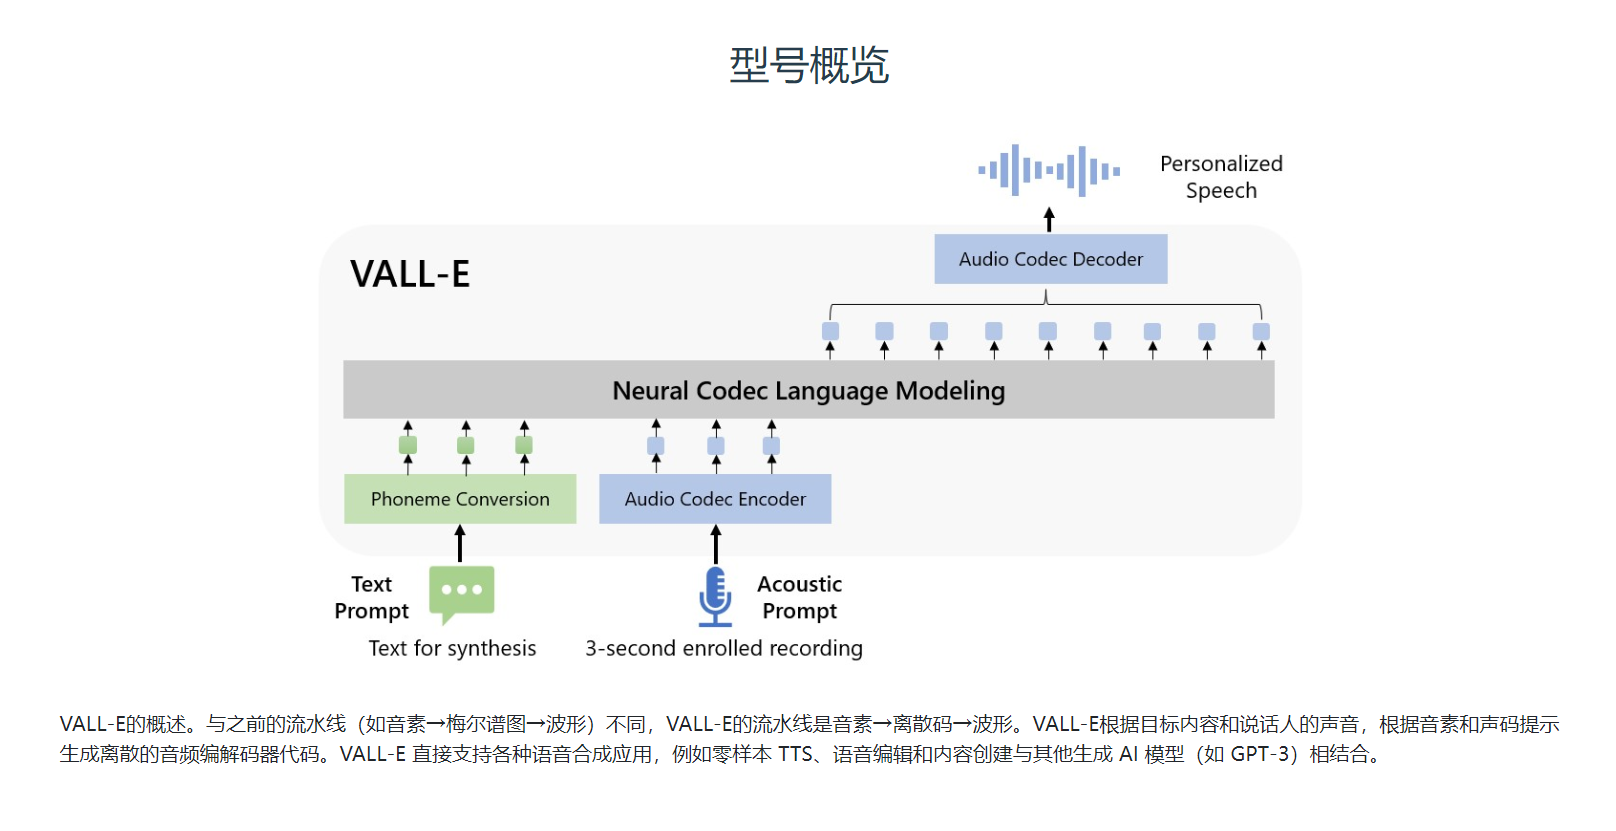 型号概览
Personalized
Speech
Audio Codec Decoder
VALL-E
Neural Codec Language Modeling
Phoneme Conversion
Audio Codec Encoder
Text
Prompt
Acoustic
Prompt
Text for synthesis
3-second enrolled recording
VALL-E的概述。与之前的流水线（如音素→梅尔谱图→波形）不同，VALL-E的流水线是音素→离散码→波形。VALL-E根据目标内容和说话人的声音，根据音素和声码提示
生成离散的音频编解码器代码。VALL-E 直接支持各种语音合成应用，例如零样本 TTS、语音编辑和内容创建与其他生成 AI 模型（如 GPT-3）相结合。